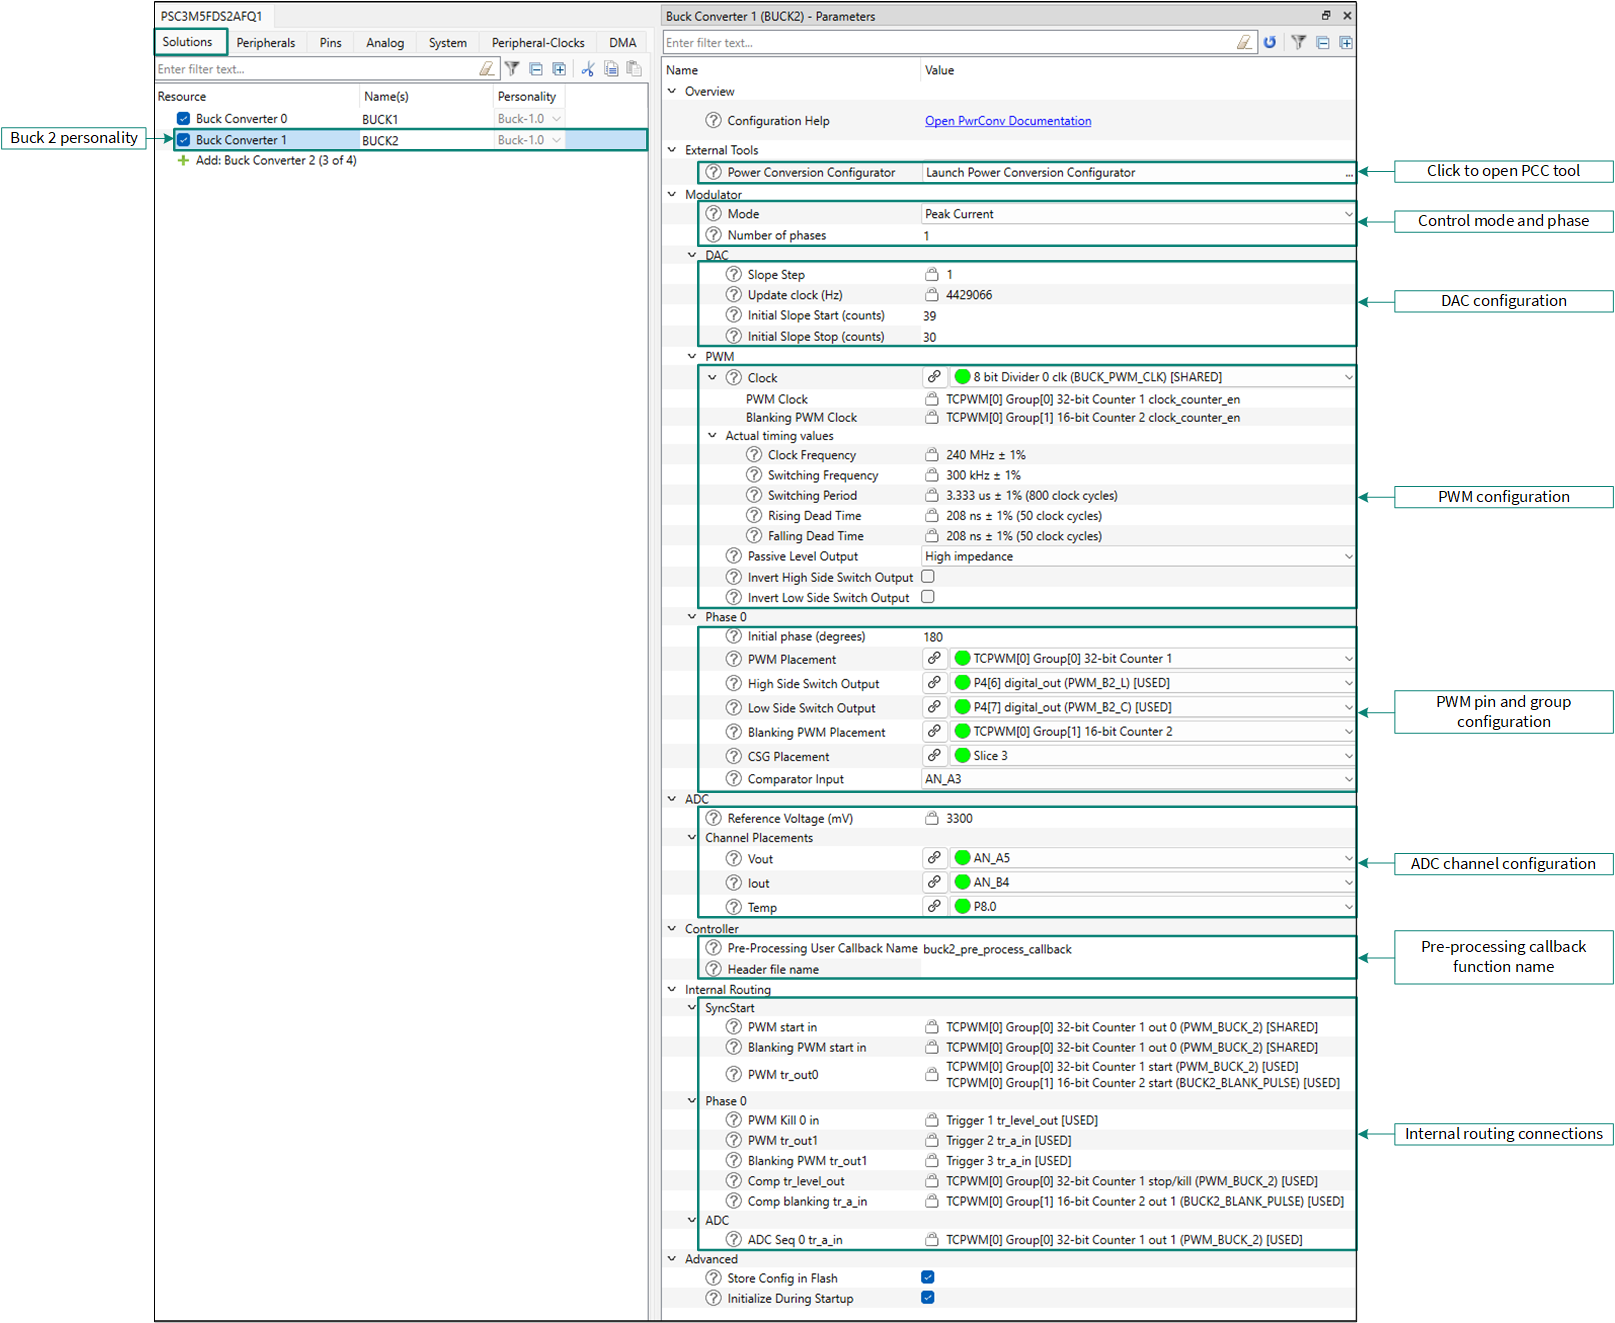 PSC3M5FDS2AFQ1
Solutions Peripherals Pins Analog System Peripheral-Clocks DMA
Enter filter text...
Resource Name(s) Personality
Buck Converter 0 BUCK1 Buck-1.0
Buck 2 personality
Buck Converter 1 BUCK2 Buck-1.0
Add: Buck Converter 2 (3 of 4)
Buck Converter 1 (BUCK2) - Parameters
Enter filter text...
Name Value
Overview
Configuration Help Open PwrConv Documentation
External Tools
Power Conversion Configurator Launch Power Conversion Configurator ...
Click to open PCC tool
Modulator
Mode Peak Current
Number of phases 1
Control mode and phase
DAC
Slope Step 1
Update clock (Hz) 4429066
Initial Slope Start (counts) 39
Initial Slope Stop (counts) 30
DAC configuration
PWM
Clock 8 bit Divider 0 clk (BUCK_PWM_CLK) [SHARED]
PWM Clock TCPWM[0] Group[0] 32-bit Counter 1 clock_counter_en
Blanking PWM Clock TCPWM[0] Group[1] 16-bit Counter 2 clock_counter_en
Actual timing values
Clock Frequency 240 MHz ± 1%
Switching Frequency 300 kHz ± 1%
Switching Period 3.333 us ± 1% (800 clock cycles)
Rising Dead Time 208 ns ± 1% (50 clock cycles)
Falling Dead Time 208 ns ± 1% (50 clock cycles)
Passive Level Output High impedance
Invert High Side Switch Output
Invert Low Side Switch Output
PWM configuration
Phase 0
Initial phase (degrees) 180
PWM Placement TCPWM[0] Group[0] 32-bit Counter 1
High Side Switch Output P4[6] digital_out (PWM_B2_L) [USED]
Low Side Switch Output P4[7] digital_out (PWM_B2_C) [USED]
Blanking PWM Placement TCPWM[0] Group[1] 16-bit Counter 2
CSG Placement Slice 3
Comparator Input AN_A3
PWM pin and group
configuration
ADC
Reference Voltage (mV) 3300
Channel Placements
Vout AN_A5
Iout AN_B4
Temp P8.0
ADC channel configuration
Controller
Pre-Processing User Callback Name buck2_pre_process_callback
Header file name
Pre-processing callback
function name
Internal Routing
SyncStart
PWM start in TCPWM[0] Group[0] 32-bit Counter 1 out 0 (PWM_BUCK_2) [SHARED]
Blanking PWM start in TCPWM[0] Group[0] 32-bit Counter 1 out 0 (PWM_BUCK_2) [SHARED]
PWM tr_out0 TCPWM[0] Group[0] 32-bit Counter 1 start (PWM_BUCK_2) [USED]
TCPWM[0] Group[1] 16-bit Counter 2 start (BUCK2_BLANK_PULSE) [USED]
Phase 0
PWM Kill 0 in Trigger 1 tr_level_out [USED]
PWM tr_out1 Trigger 2 tr_a_in [USED]
Blanking PWM tr_out1 Trigger 3 tr_a_in [USED]
Comp tr_level_out TCPWM[0] Group[0] 32-bit Counter 1 stop/kill (PWM_BUCK_2) [USED]
Comp blanking tr_a_in TCPWM[0] Group[1] 16-bit Counter 2 out 1 (BUCK2_BLANK_PULSE) [USED]
Internal routing connections
ADC
ADC Seq 0 tr_a_in TCPWM[0] Group[0] 32-bit Counter 1 out 1 (PWM_BUCK_2) [USED]
Advanced
Store Config in Flash
Initialize During Startup